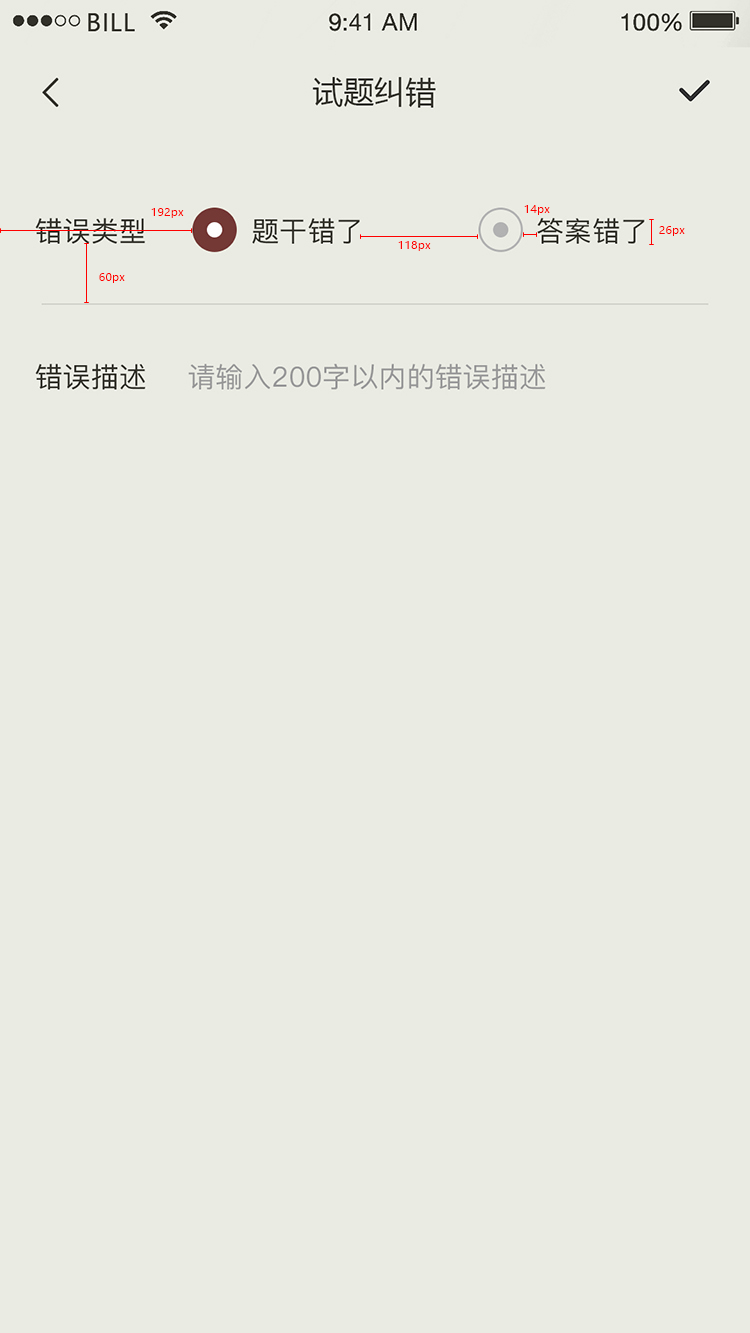 BILL 9:41 AM 100%
试题纠错
192px 14px
错误类型 题干错了 答案错了 26px
118px
60px
错误描述 请输入200字以内的错误描述